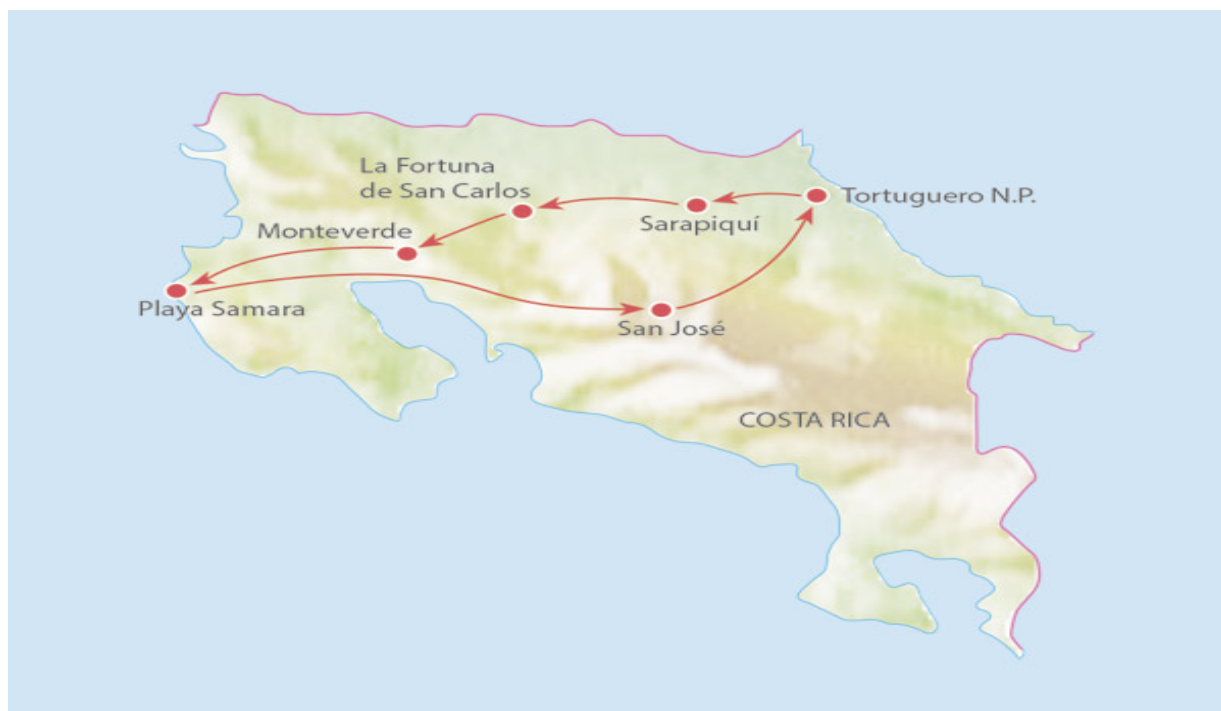 La Fortuna
de San Carlos
Tortuguero N.P.
Sarapiquí
Monteverde
Playa Samara
San José
COSTA RICA